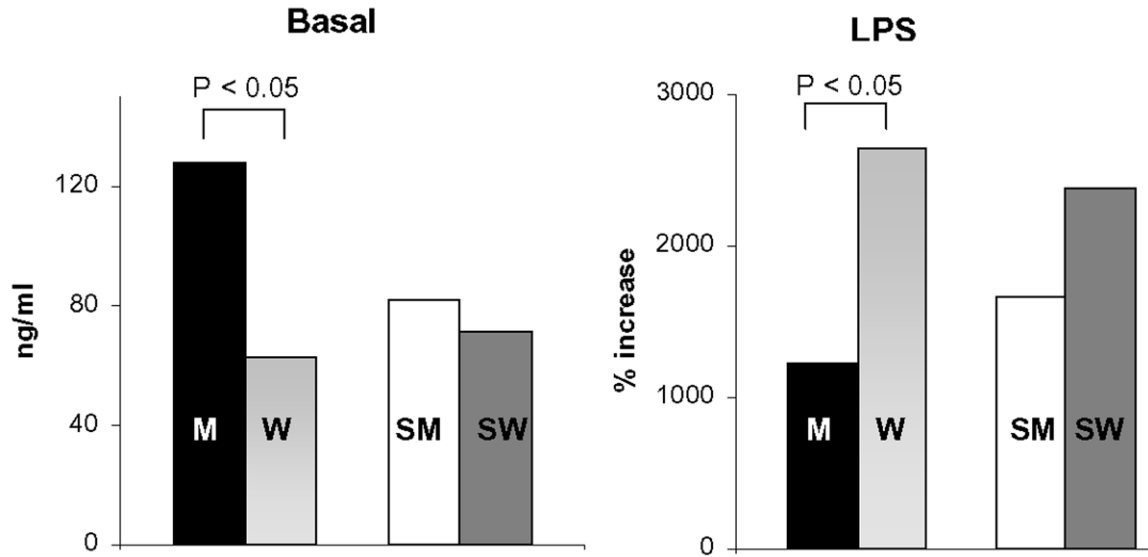 Basal
P < 0.05
120
80
40
0
ng/ml
M
W
SM
SW
LPS
P < 0.05
3000
2000
1000
0
% increase
M
W
SM
SW